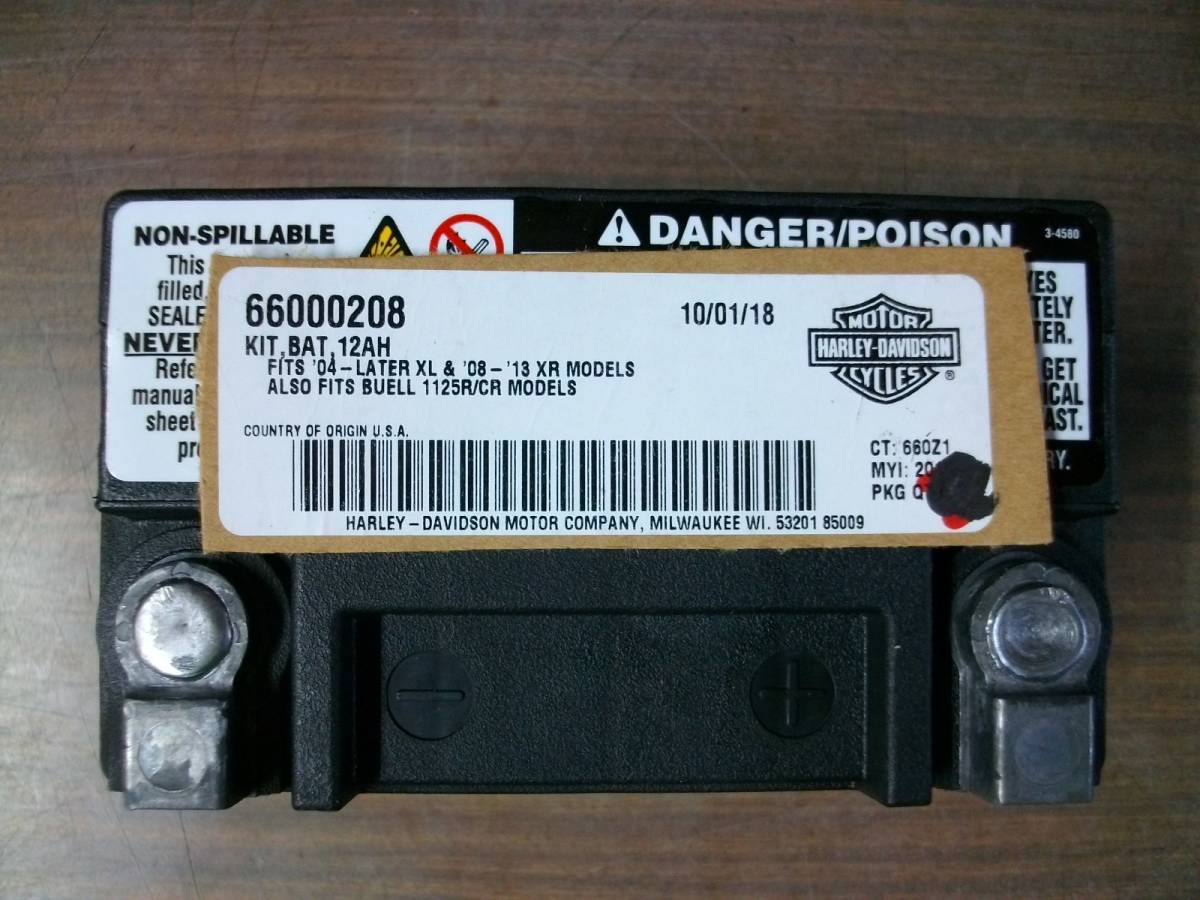 NON-SPILLABLE
This
filled
SEALE
NEVER
Refe
manual
sheet
pr
DANGER/POISON
3-4560
YES
TELY
TER.
GET
ICAL
AST.
RY.
66000208
10/01/18
KIT,BAT,12AH
FITS '04-LATER XL & '08-'13 XR MODELS
ALSO FITS BUELL 1125R/CR MODELS
MOTOR
HARLEY-DAVIDSON
CYCLES
®
COUNTRY OF ORIGIN U.S.A.
CT: 660Z1
MYI: 20
PKG Q
HARLEY-DAVIDSON MOTOR COMPANY, MILWAUKEE WI. 53201 85009